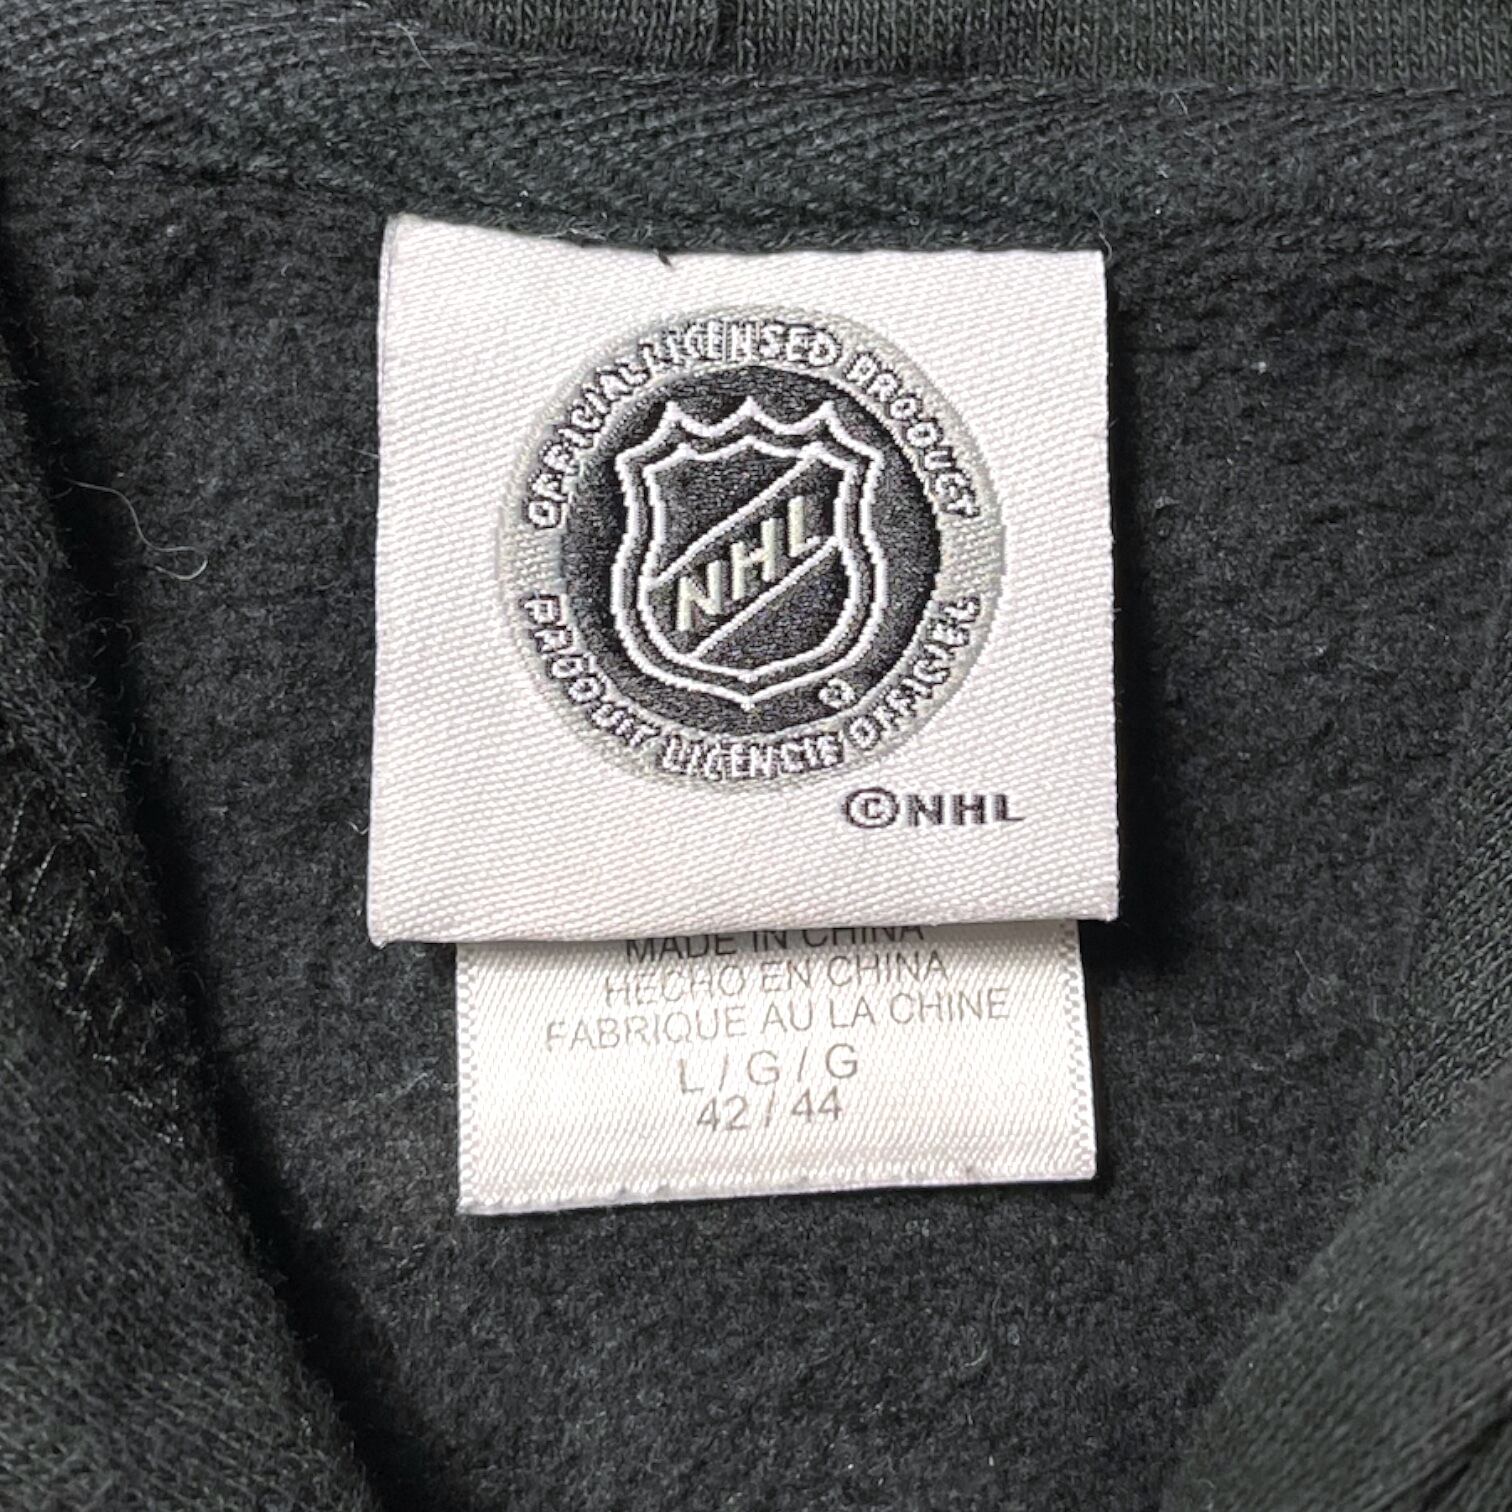 OFFICIAL LICENSED PRODUCT
NHL
PRODUIT LICENCIÉ OFFICIEL
©NHL
MADE IN CHINA
HECHO EN CHINA
FABRIQUE AU LA CHINE
L / G / G
42 / 44